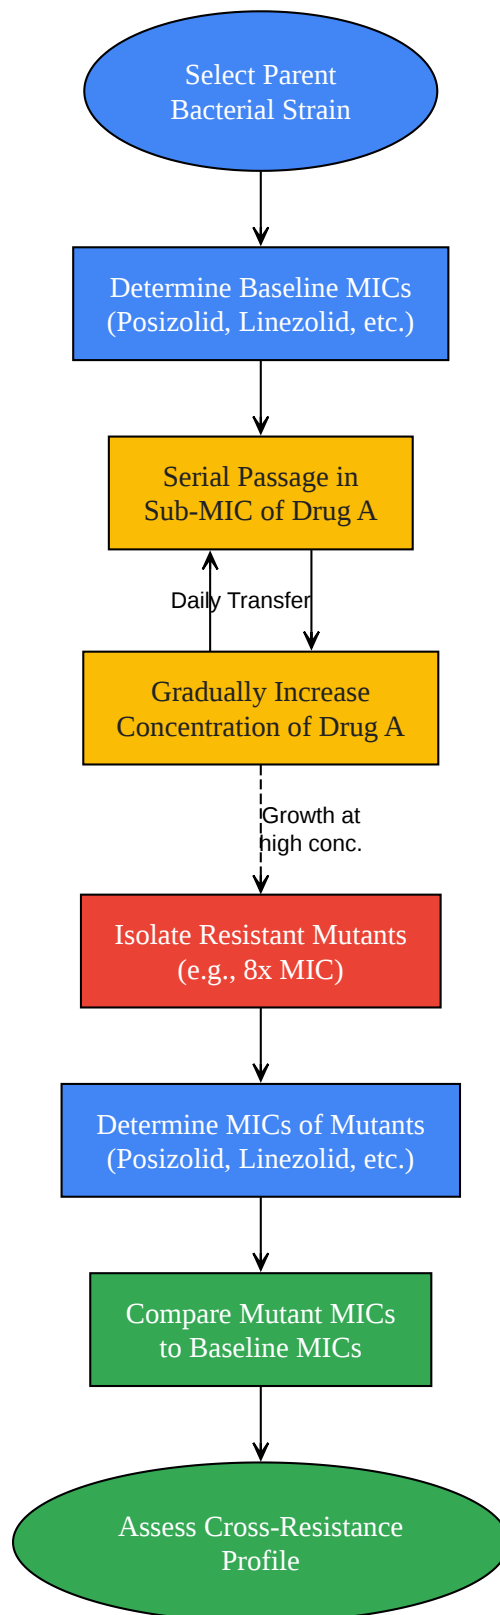 Select Parent
Bacterial Strain
Determine Baseline MICs
(Posizolid, Linezolid, etc.)
Serial Passage in
Sub-MIC of Drug A
Daily Transfer
Gradually Increase
Concentration of Drug A
Growth at
high conc.
Isolate Resistant Mutants
(e.g., 8x MIC)
Determine MICs of Mutants
(Posizolid, Linezolid, etc.)
Compare Mutant MICs
to Baseline MICs
Assess Cross-Resistance
Profile